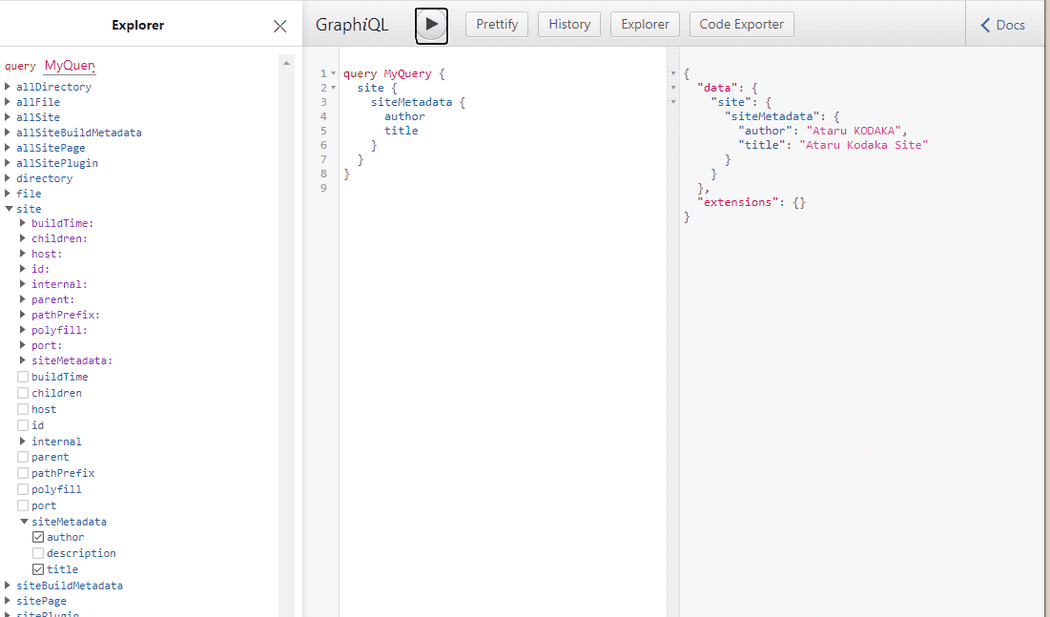 Explorer
query MyQuery
allDirectory
allFile
allSite
allSiteBuildMetadata
allSitePage
allSitePlugin
directory
file
site
buildTime:
children:
host:
id:
internal:
parent:
pathPrefix:
polyfill:
port:
siteMetadata:
buildTime
children
host
id
internal
parent
pathPrefix
polyfill
port
siteMetadata
author
description
title
siteBuildMetadata
sitePage
sitePlugin
GraphiQL Prettify History Explorer Code Exporter Docs
1 query MyQuery {
2 site {
3 siteMetadata {
4 author
5 title
6 }
7 }
8 }
9
{
"data": {
"site": {
"siteMetadata": {
"author": "Ataru KODAKA",
"title": "Ataru Kodaka Site"
}
}
},
"extensions": {}
}